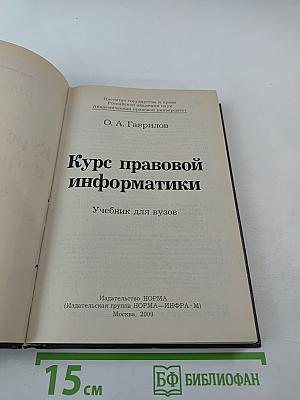 Институт государства и права
Российской академии наук
Академический правовой университет
О. А. Гаврилов
Курс правовой
информатики
Учебник для вузов
Издательство НОРМА
(Издательская группа НОРМА—ИНФРА · М)
Москва, 2000
15 см
БФ БИБЛИОФАН